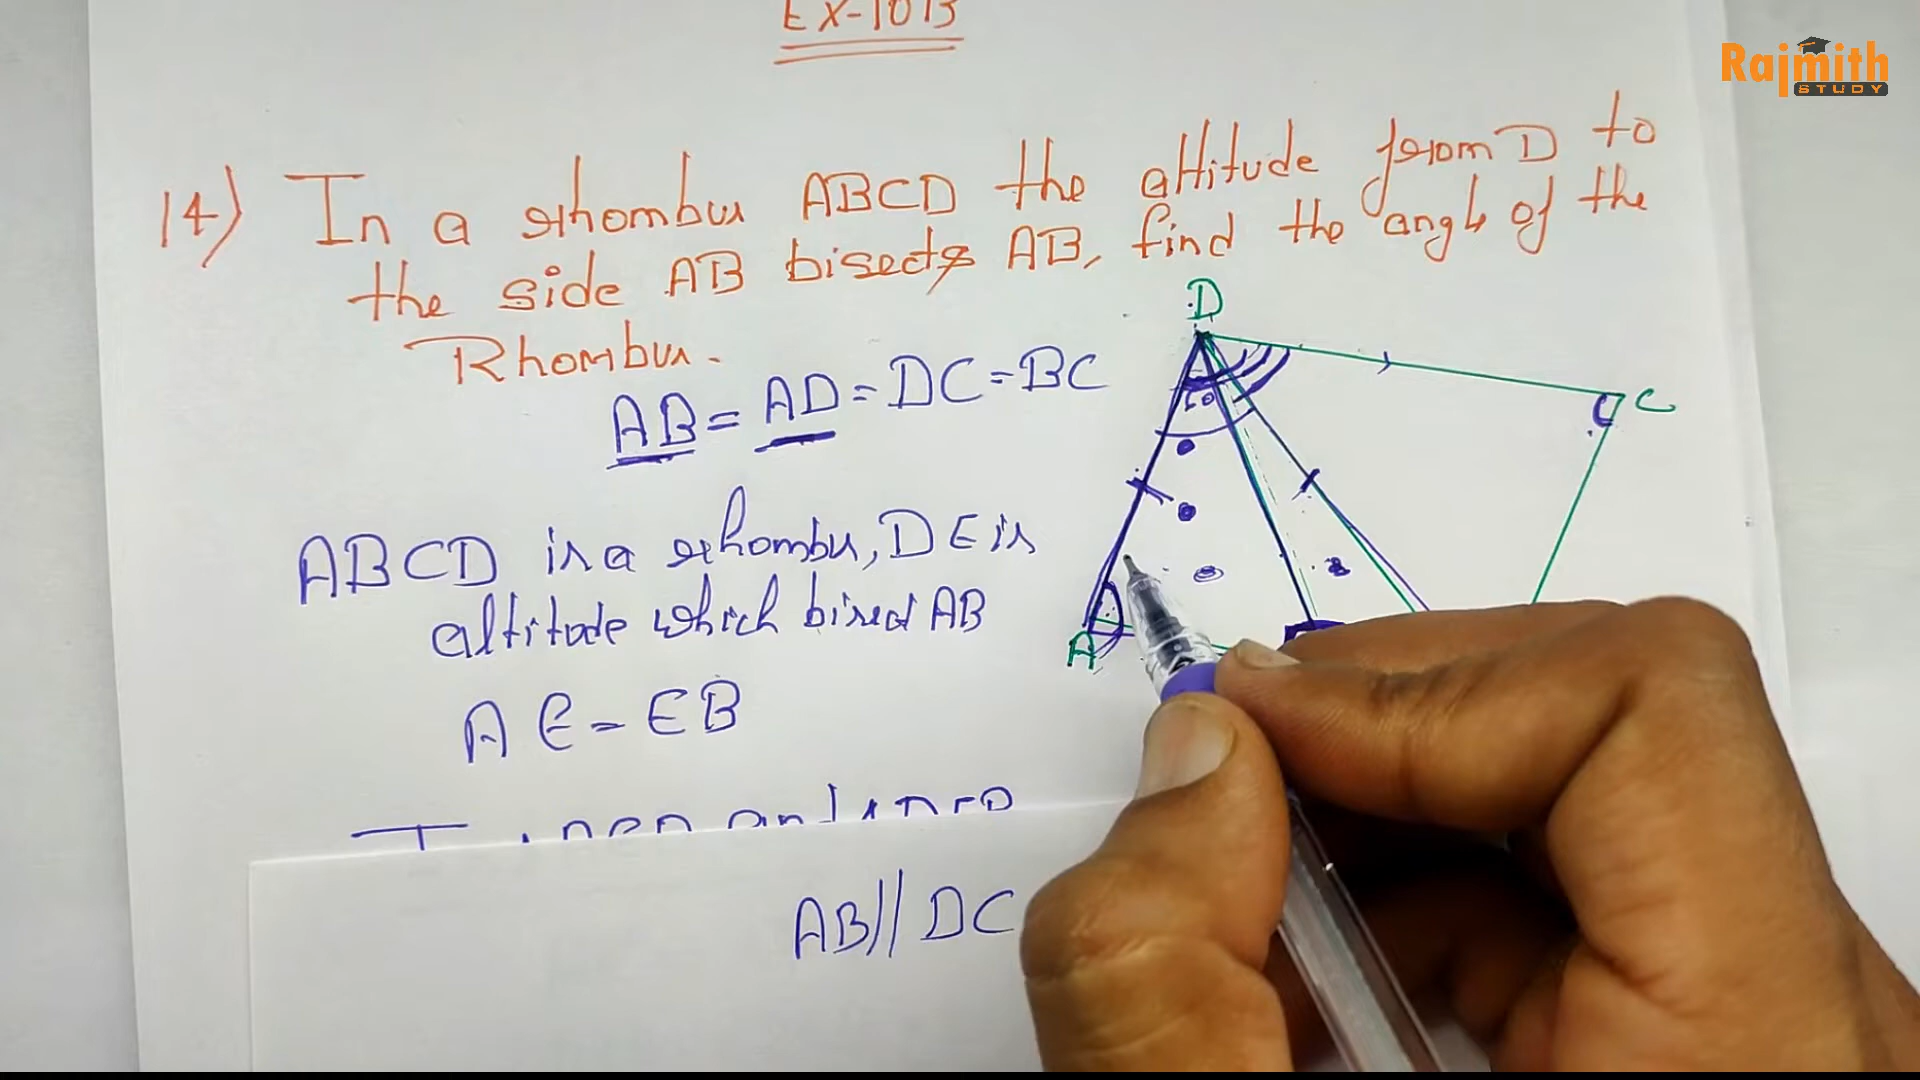 EX-10B
Rajmith
STUDY
14) In a rhombus ABCD the altitude from D to
the side AB bisects AB, find the angle of the
Rhombus.
AB = AD = DC = BC
ABCD is a rhombus, DE is
altitude which bisect AB
AE = EB
AB // DC
D
C
60
A